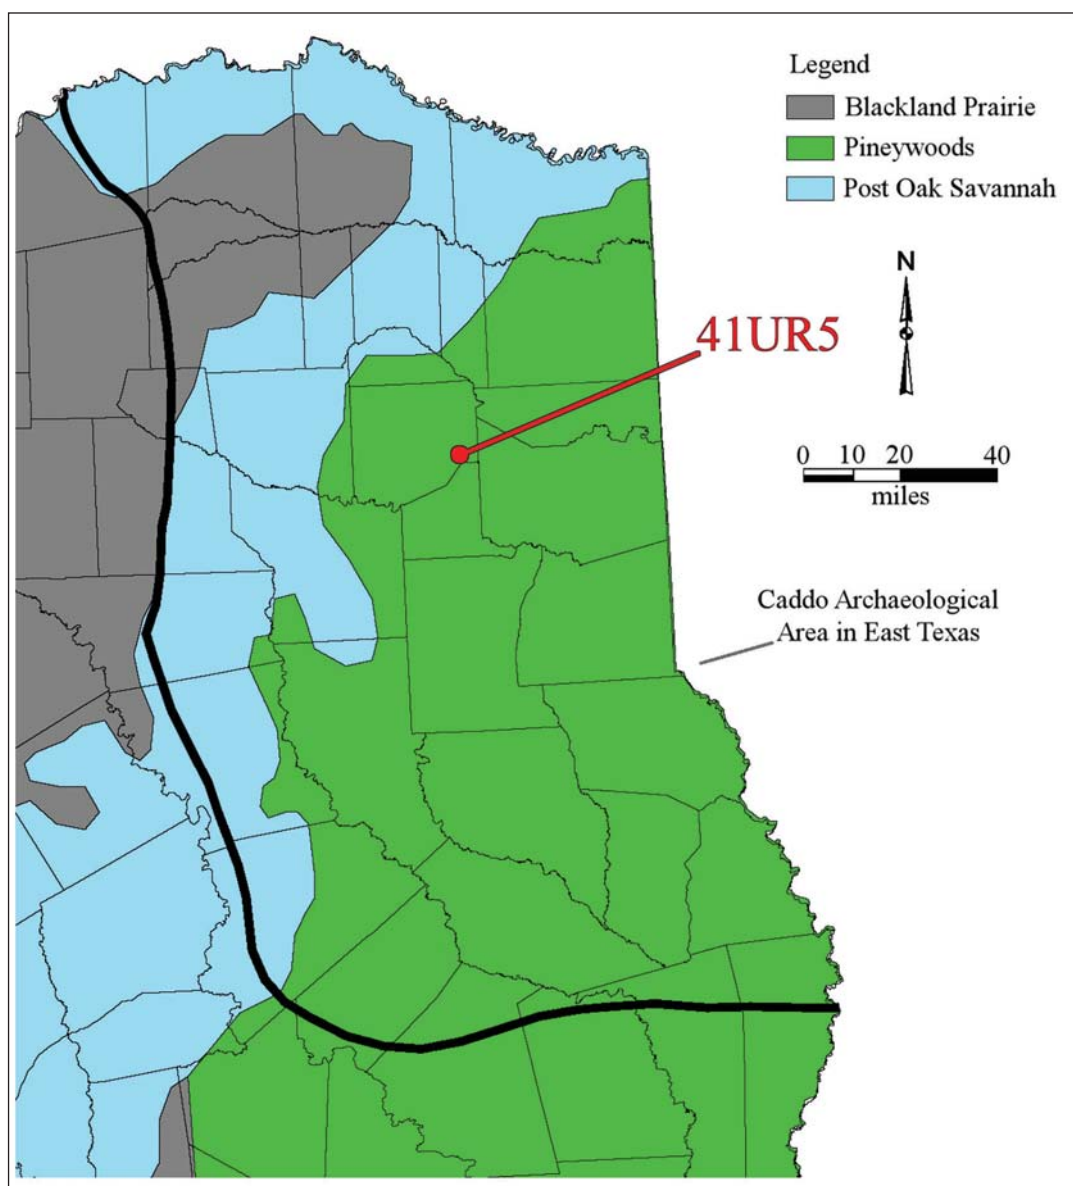 Legend
Blackland Prairie
Pineywoods
Post Oak Savannah
N
41UR5
0 10 20 40
miles
Caddo Archaeological
Area in East Texas